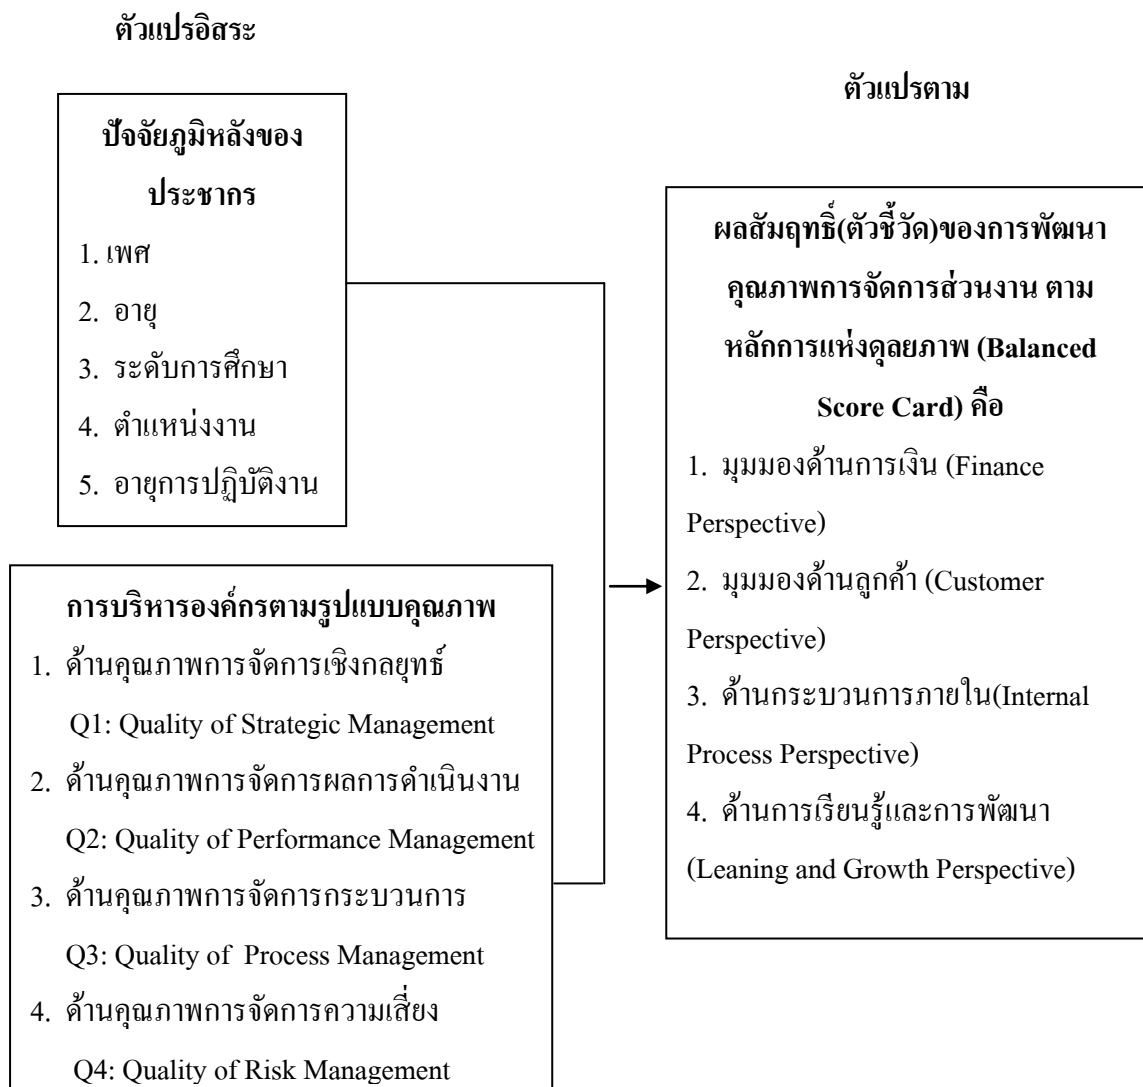 ตัวแปรอิสระ
ตัวแปรตาม
ปัจจัยภูมิหลังของ
ประชากร
1. เพศ
2. อายุ
3. ระดับการศึกษา
4. ตำแหน่งงาน
5. อายุการปฏิบัติงาน
การบริหารองค์กรตามรูปแบบคุณภาพ
1. ด้านคุณภาพการจัดการเชิงกลยุทธ์
Q1: Quality of Strategic Management
2. ด้านคุณภาพการจัดการผลการดำเนินงาน
Q2: Quality of Performance Management
3. ด้านคุณภาพการจัดการกระบวนการ
Q3: Quality of Process Management
4. ด้านคุณภาพการจัดการความเสี่ยง
Q4: Quality of Risk Management
ผลสัมฤทธิ์(ตัวชี้วัด)ของการพัฒนา
คุณภาพการจัดการส่วนงาน ตาม
หลักการแห่งดุลยภาพ (Balanced
Score Card) คือ
1. มุมมองด้านการเงิน (Finance
Perspective)
2. มุมมองด้านลูกค้า (Customer
Perspective)
3. ด้านกระบวนการภายใน(Internal
Process Perspective)
4. ด้านการเรียนรู้และการพัฒนา
(Leaning and Growth Perspective)